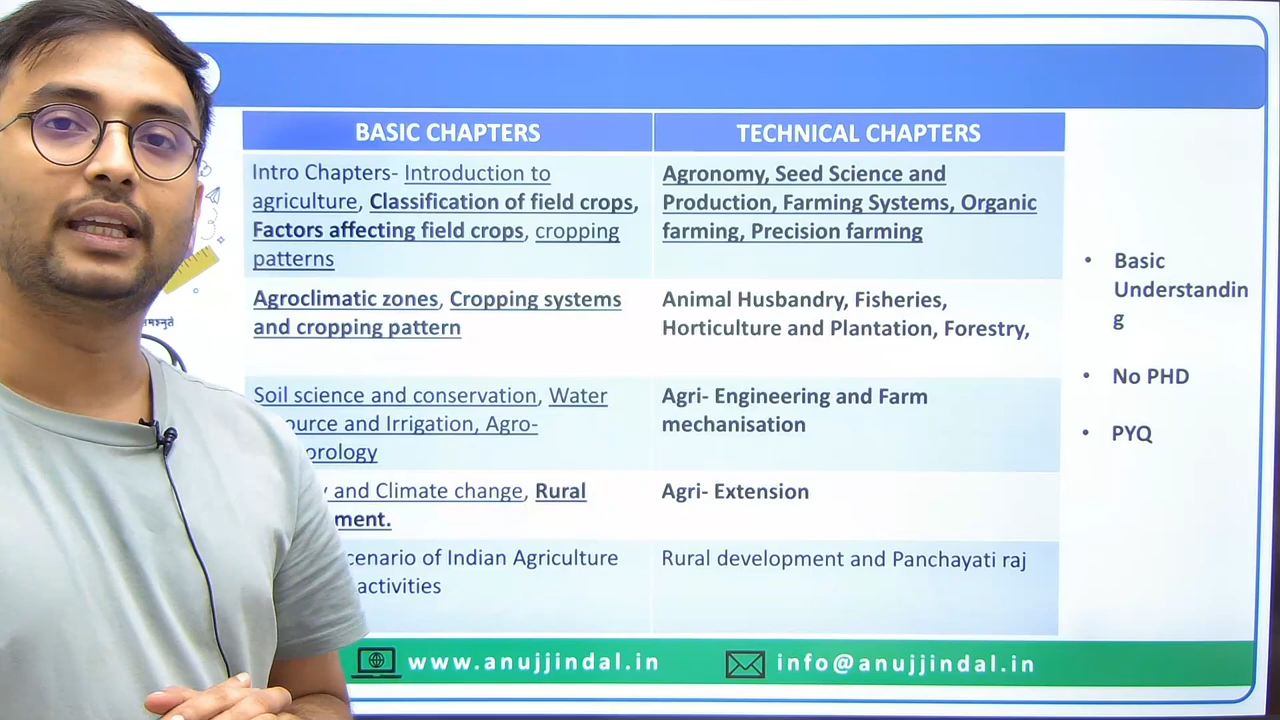 BASIC CHAPTERS
TECHNICAL CHAPTERS
Intro Chapters- Introduction to
agriculture, Classification of field crops,
Factors affecting field crops, cropping
patterns
Agronomy, Seed Science and
Production, Farming Systems, Organic
farming, Precision farming
Agroclimatic zones, Cropping systems
and cropping pattern
Animal Husbandry, Fisheries,
Horticulture and Plantation, Forestry,
Soil science and conservation, Water
and Irrigation, Agro-
Agri- Engineering and Farm
mechanisation
and Climate change, Rural
Agri- Extension
of Indian Agriculture
activities
Rural development and Panchayati raj
• Basic
Understandin
g
• No PHD
• PYQ
www.anujjindal.in
info@anujjindal.in